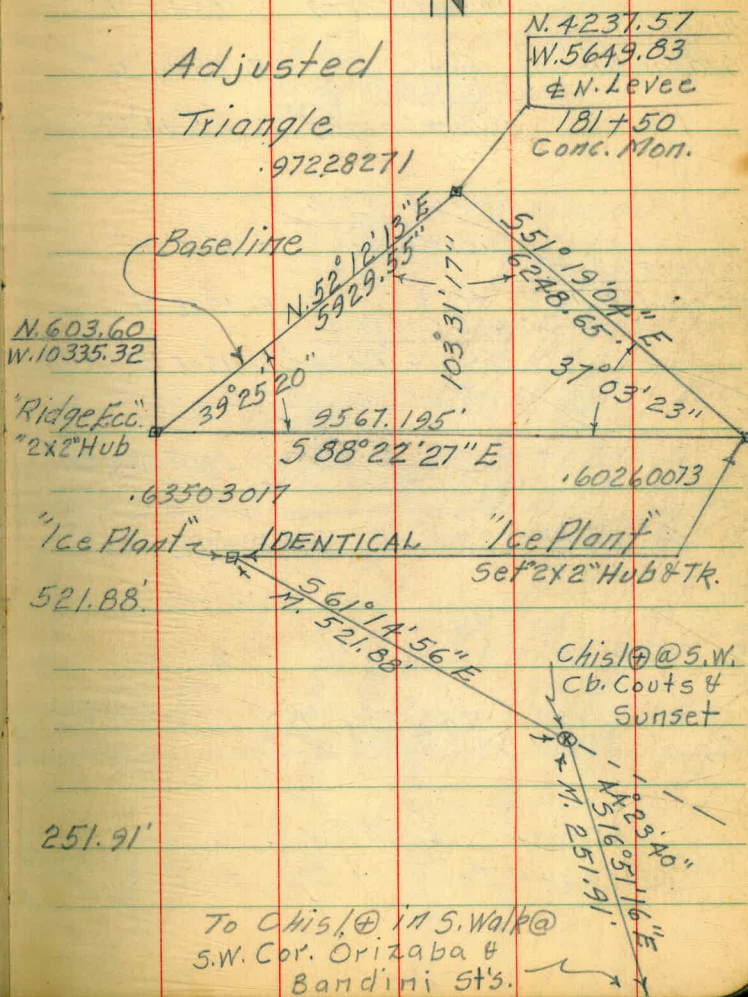 N
N. 4237.57
W. 5649.83
¢ N. Levee
181+50
Conc. Mon.
Adjusted
Triangle
.97228271
Baseline
N. 52° 12' 13" E
5929.55"
S 51° 19' 04" E
6248.65'
103° 31' 17"
N. 603.60
W. 10335.32
39° 25' 20"
37° 03' 23"
"Ridge Ecc."
"2x2" Hub
9567.195'
S 88° 22' 27" E
.63503017
.60260073
"Ice Plant"
IDENTICAL
"Ice Plant"
Set "2x2" Hub & Tk.
521.88'
S 61° 14' 56" E
M. 521.88'
Chisl ⊕ @ S.W.
Cb. Couts &
Sunset
44° 23' 40"
S 16° 51' 16" E
M. 251.91'
251.91'
To Chisl ⊕ in S. Walk @
S.W. Cor. Orizaba &
Bandini St's.